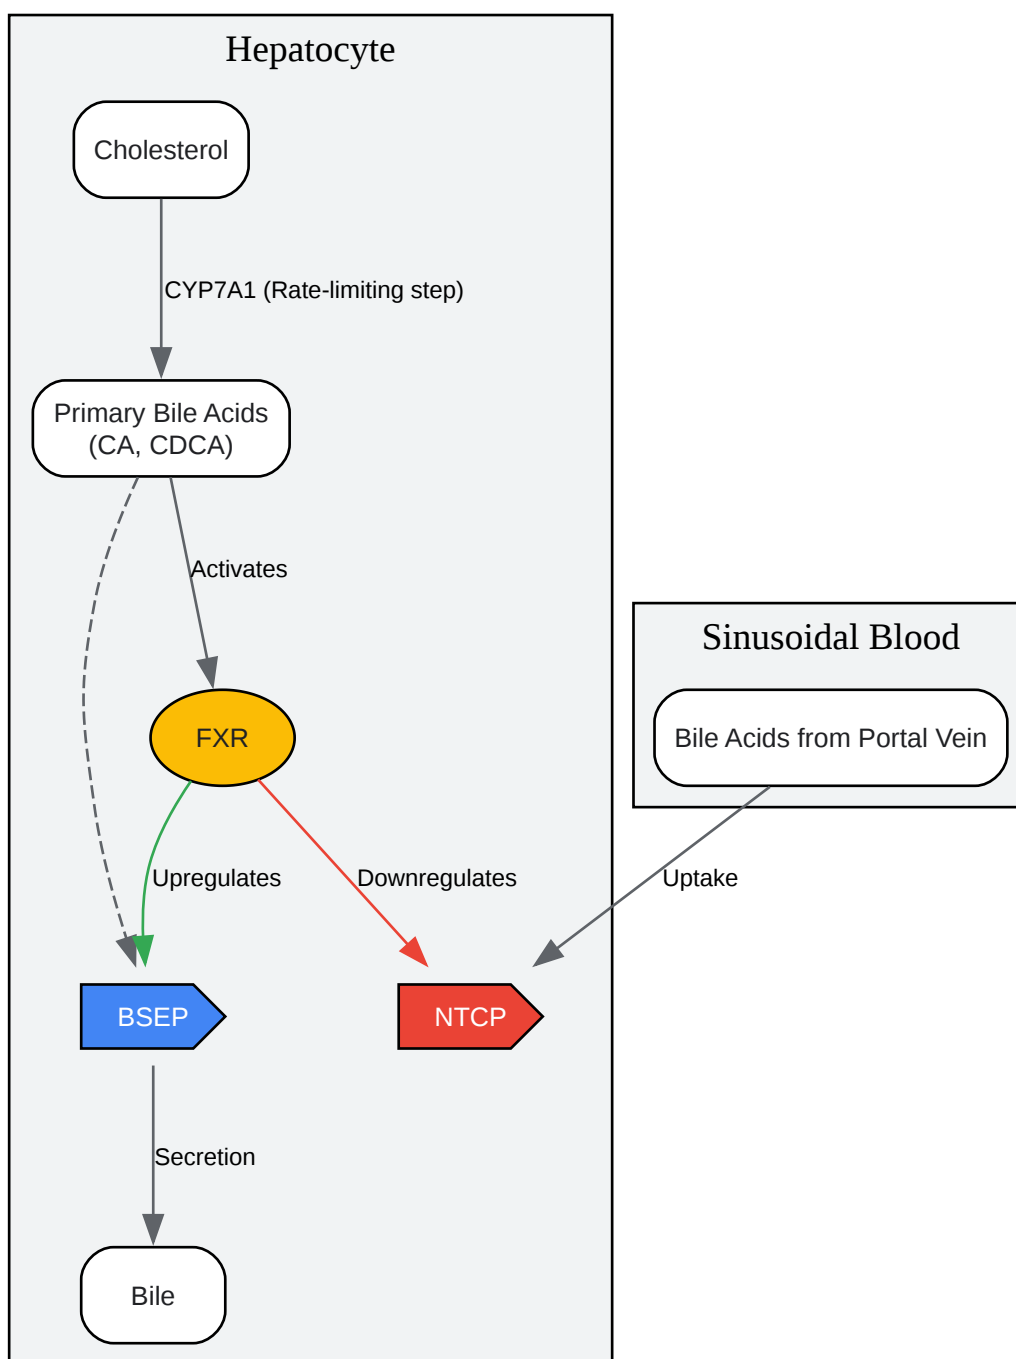 Hepatocyte
Cholesterol
CYP7A1 (Rate-limiting step)
Primary Bile Acids
(CA, CDCA)
Activates
Sinusoidal Blood
FXR
Bile Acids from Portal Vein
Upregulates
Downregulates
Uptake
BSEP
NTCP
Secretion
Bile